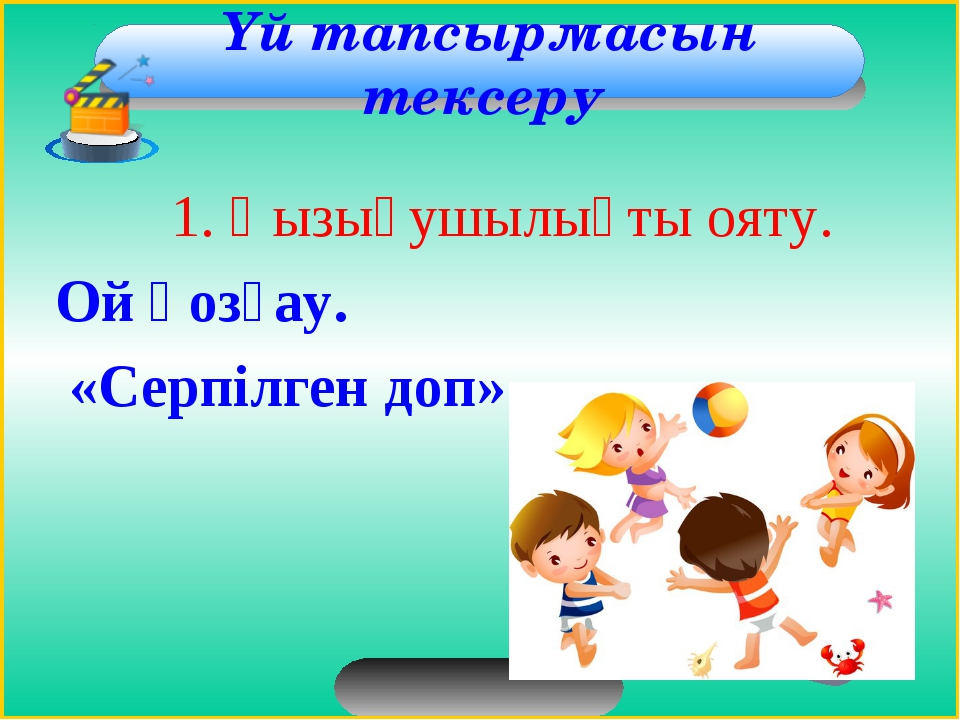 Үй тапсырмасын
тексеру
1. Қызығушылықты ояту.
Ой қозғау.
«Серпілген доп»